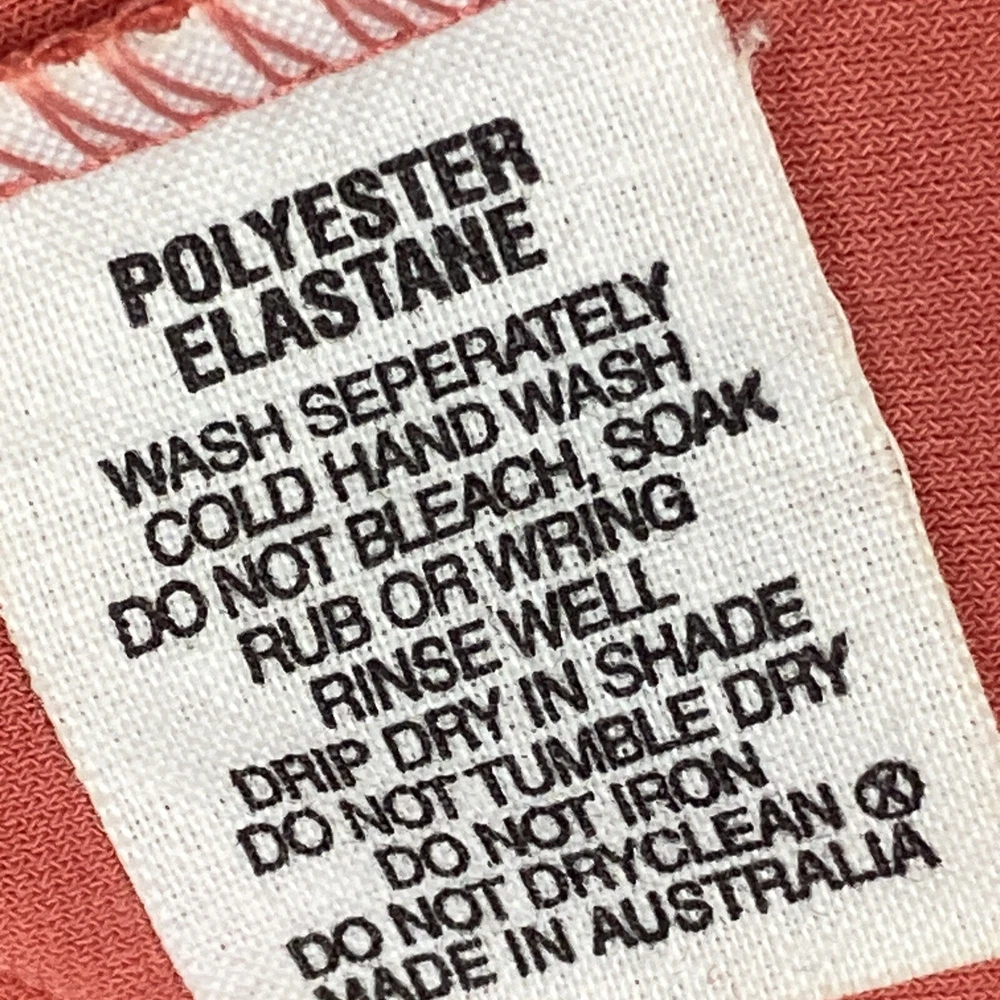 POLYESTER
ELASTANE
WASH SEPERATELY
COLD HAND WASH
DO NOT BLEACH, SOAK
RUB OR WRING
RINSE WELL
DRIP DRY IN SHADE
DO NOT TUMBLE DRY
DO NOT IRON
DO NOT DRYCLEAN Ⓧ
MADE IN AUSTRALIA